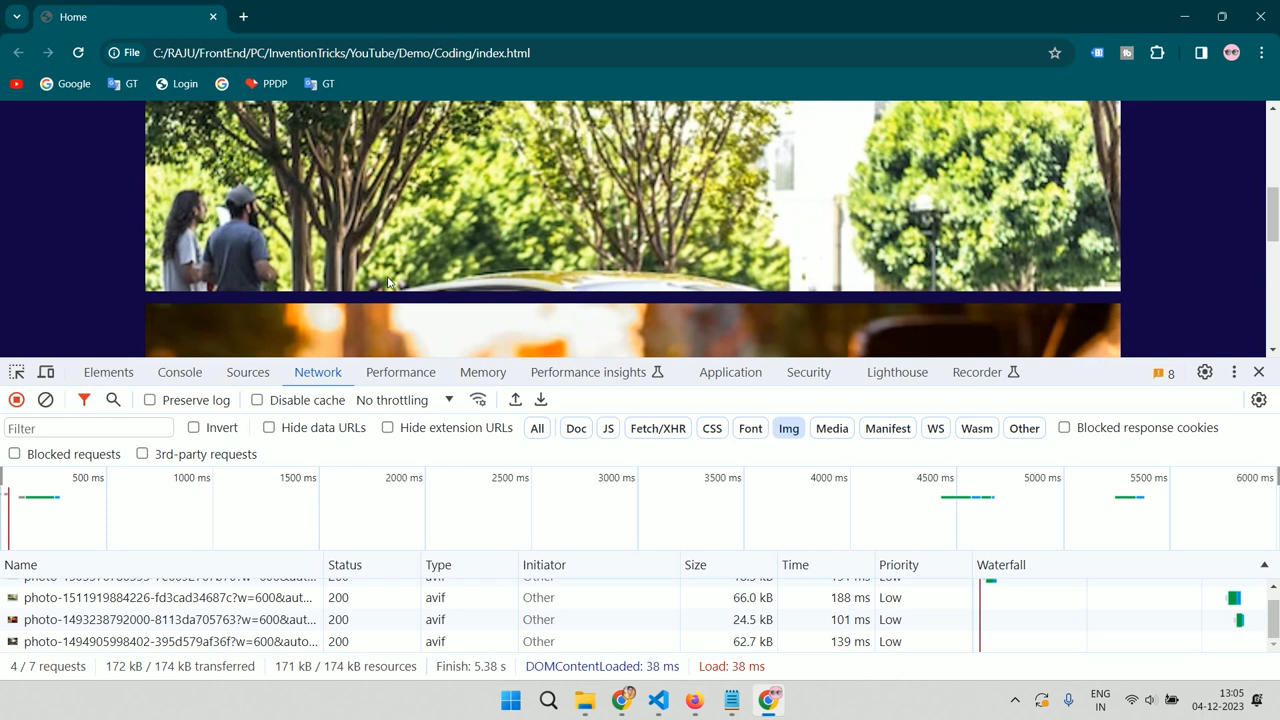 Home
File C:/RAJU/FrontEnd/PC/InventionTricks/YouTube/Demo/Coding/index.html
Google GT Login PPDP GT
Elements Console Sources Network Performance Memory Performance insights Application Security Lighthouse Recorder 8
Preserve log Disable cache No throttling
Filter Invert Hide data URLs Hide extension URLs All Doc JS Fetch/XHR CSS Font Img Media Manifest WS Wasm Other Blocked response cookies
Blocked requests 3rd-party requests
500 ms 1000 ms 1500 ms 2000 ms 2500 ms 3000 ms 3500 ms 4000 ms 4500 ms 5000 ms 5500 ms 6000 ms
Name Status Type Initiator Size Time Priority Waterfall
200 avif Other Low
photo-1511919884226-fd3cad34687c?w=600&aut... 200 avif Other 66.0 kB 188 ms Low
photo-1493238792000-8113da705763?w=600&aut... 200 avif Other 24.5 kB 101 ms Low
photo-1494905998402-395d579af36f?w=600&auto... 200 avif Other 62.7 kB 139 ms Low
4 / 7 requests 172 kB / 174 kB transferred 171 kB / 174 kB resources Finish: 5.38 s DOMContentLoaded: 38 ms Load: 38 ms
ENG 13:05
IN 04-12-2023